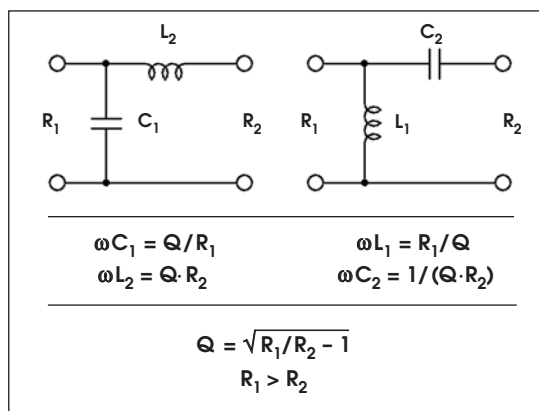 L₂ C₂
R₁ C₁ R₂ R₁ L₁ R₂
ωC₁ = Q/R₁ ωL₁ = R₁/Q
ωL₂ = Q·R₂ ωC₂ = 1/(Q·R₂)
Q = √R₁/R₂ – 1
R₁ > R₂